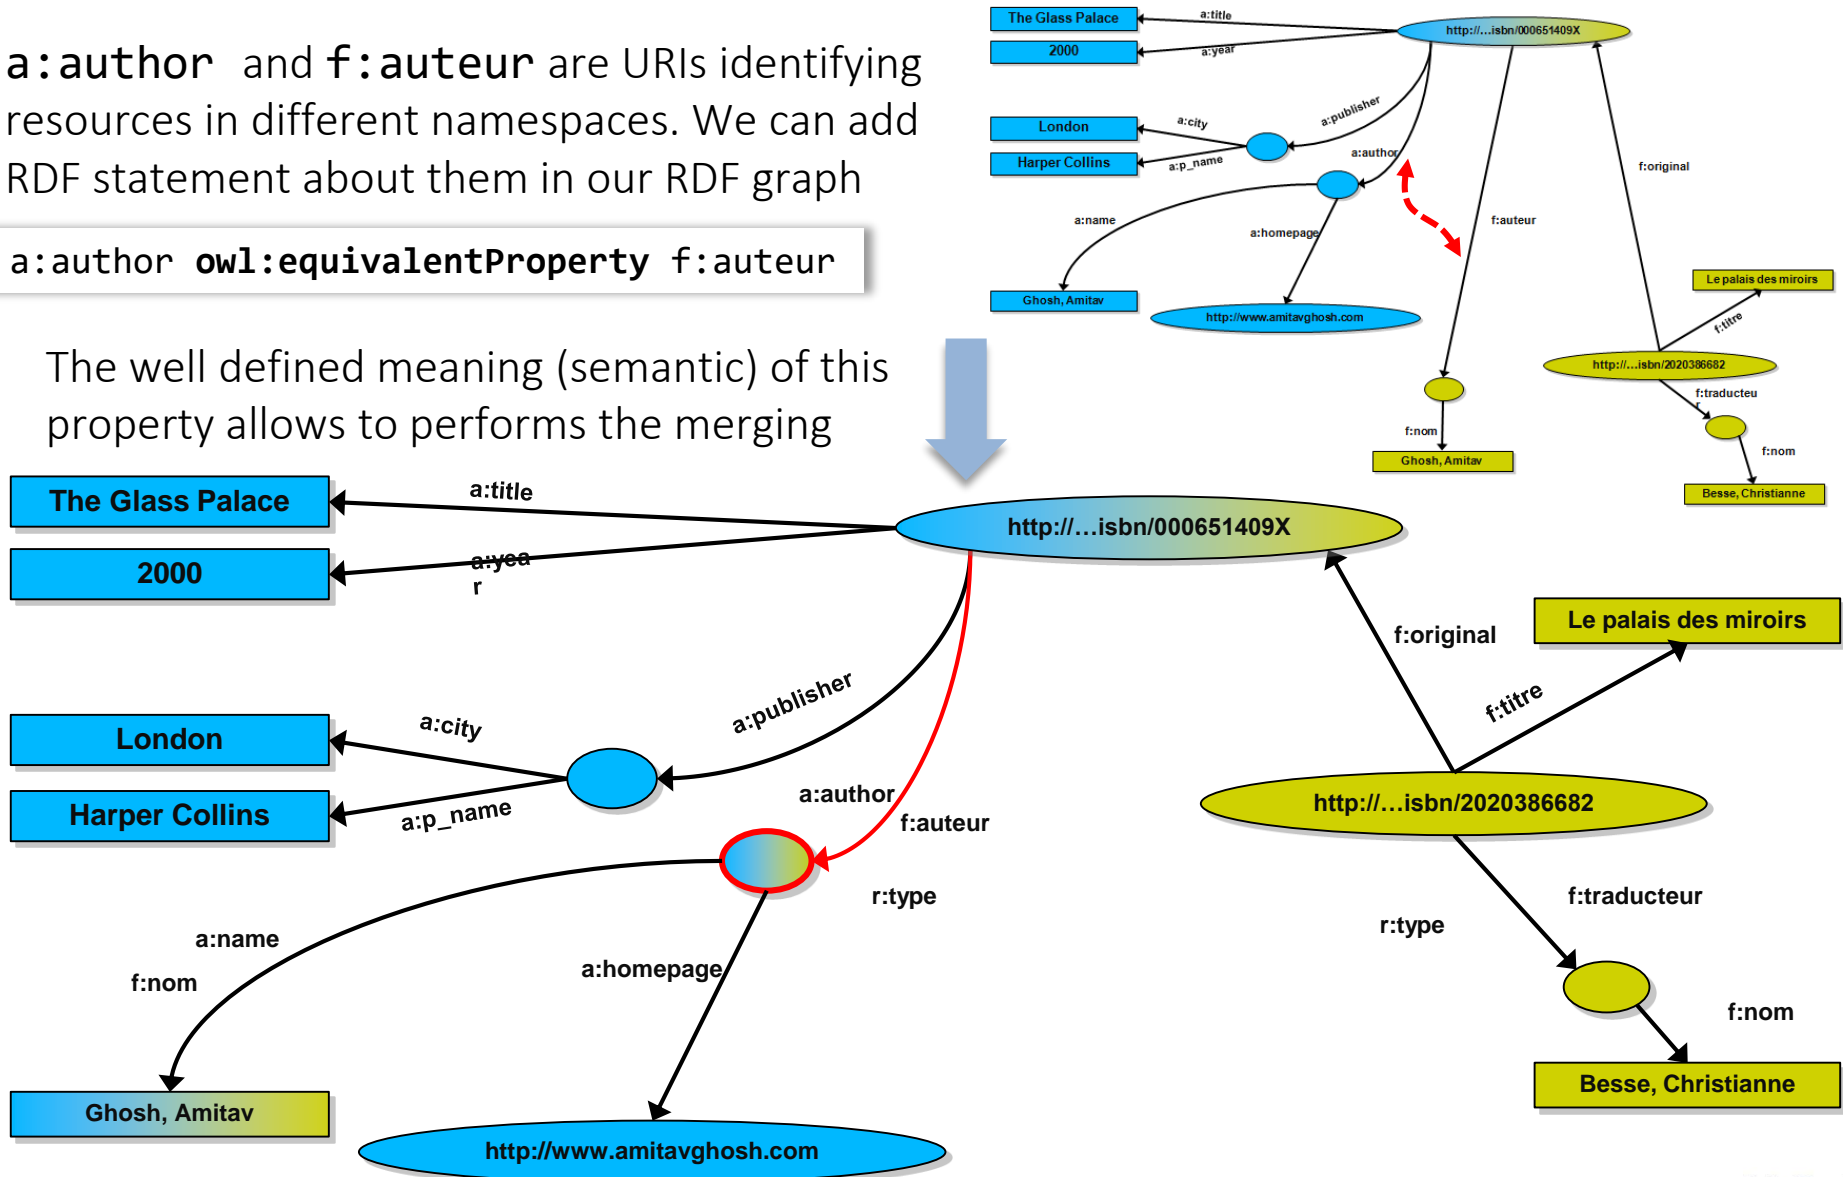 a:author and f:auteur are URIs identifying
resources in different namespaces. We can add
RDF statement about them in our RDF graph
a:author owl:equivalentProperty f:auteur
The well defined meaning (semantic) of this
property allows to performs the merging
The Glass Palace
a:title
http://...isbn/000651409X
2000
a:year
a:publisher
London
a:city
Harper Collins
a:p_name
a:author
f:original
a:name
a:homepage
f:auteur
Ghosh, Amitav
http://www.amitavghosh.com
Le palais des miroirs
f:titre
http://...isbn/2020386682
f:traducteu
r
f:nom
Ghosh, Amitav
f:nom
Besse, Christianne
The Glass Palace
a:title
http://…isbn/000651409X
2000
a:yea
r
f:original
Le palais des miroirs
f:titre
a:publisher
London
a:city
Harper Collins
a:p_name
a:author
f:auteur
http://…isbn/2020386682
r:type
f:traducteur
r:type
a:name
f:nom
a:homepage
f:nom
Ghosh, Amitav
Besse, Christianne
http://www.amitavghosh.com